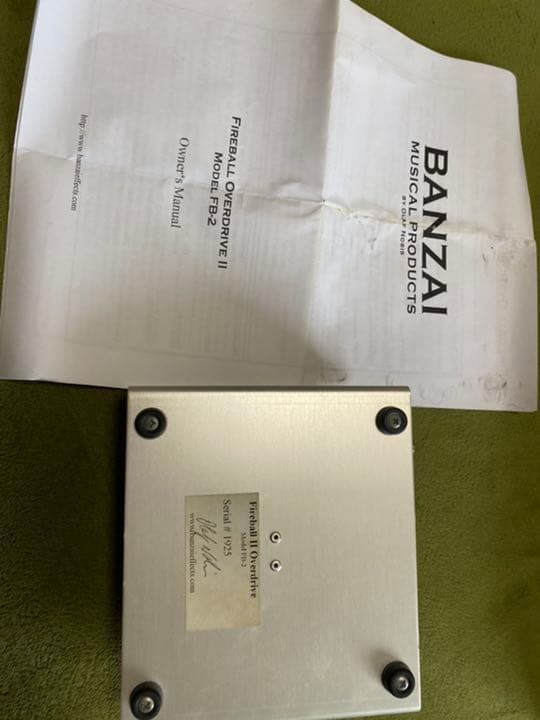 BANZAI
MUSICAL PRODUCTS
BY OLAF NOBIS
FIREBALL OVERDRIVE II
MODEL FB-2
Owner's Manual
http://www.banzaieffects.com
Fireball II Overdrive
Model FB-2
Serial # 1925
www.banzaieffects.com